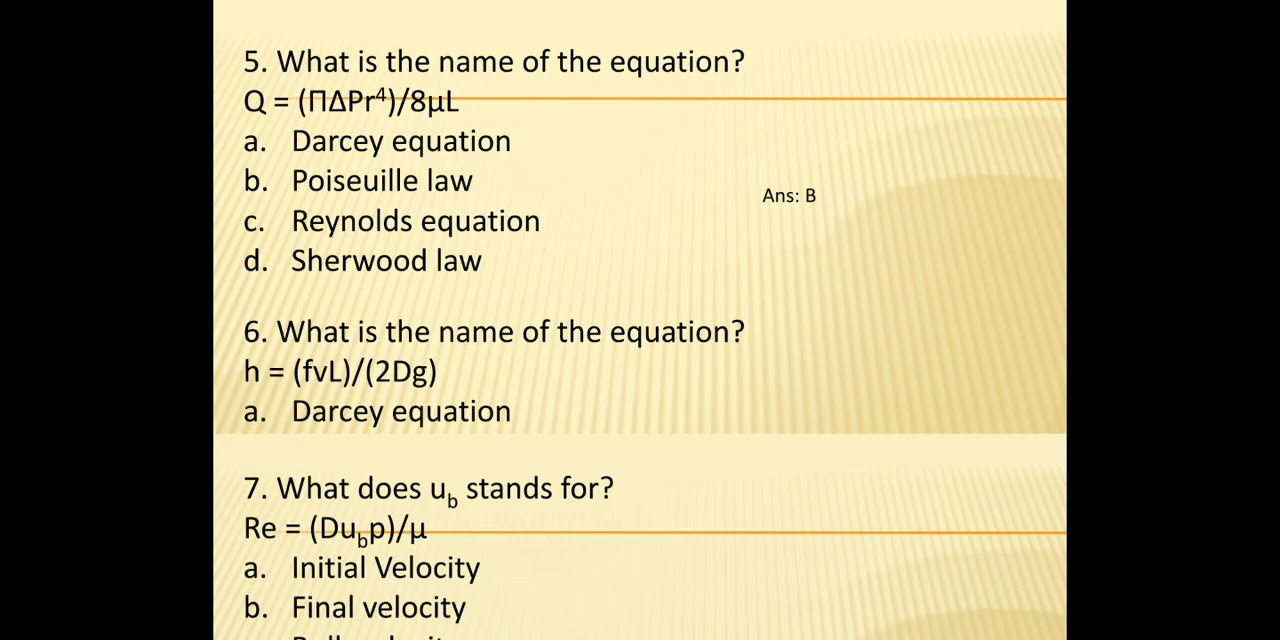 5. What is the name of the equation?
Q = (ΠΔPr⁴)/8μL
a. Darcey equation
b. Poiseuille law
Ans: B
c. Reynolds equation
d. Sherwood law
6. What is the name of the equation?
h = (fvL)/(2Dg)
a. Darcey equation
7. What does u_b stands for?
Re = (Du_bp)/μ
a. Initial Velocity
b. Final velocity